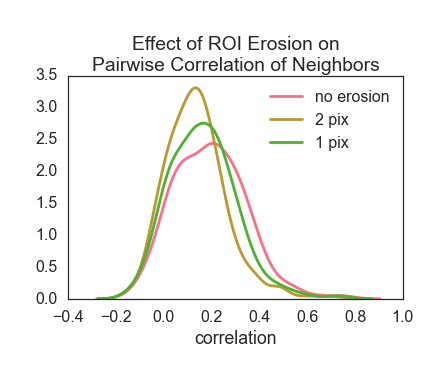 Effect of ROI Erosion on
Pairwise Correlation of Neighbors
3.5
3.0
2.5
2.0
1.5
1.0
0.5
0.0
no erosion
2 pix
1 pix
−0.4 −0.2 0.0 0.2 0.4 0.6 0.8 1.0
correlation